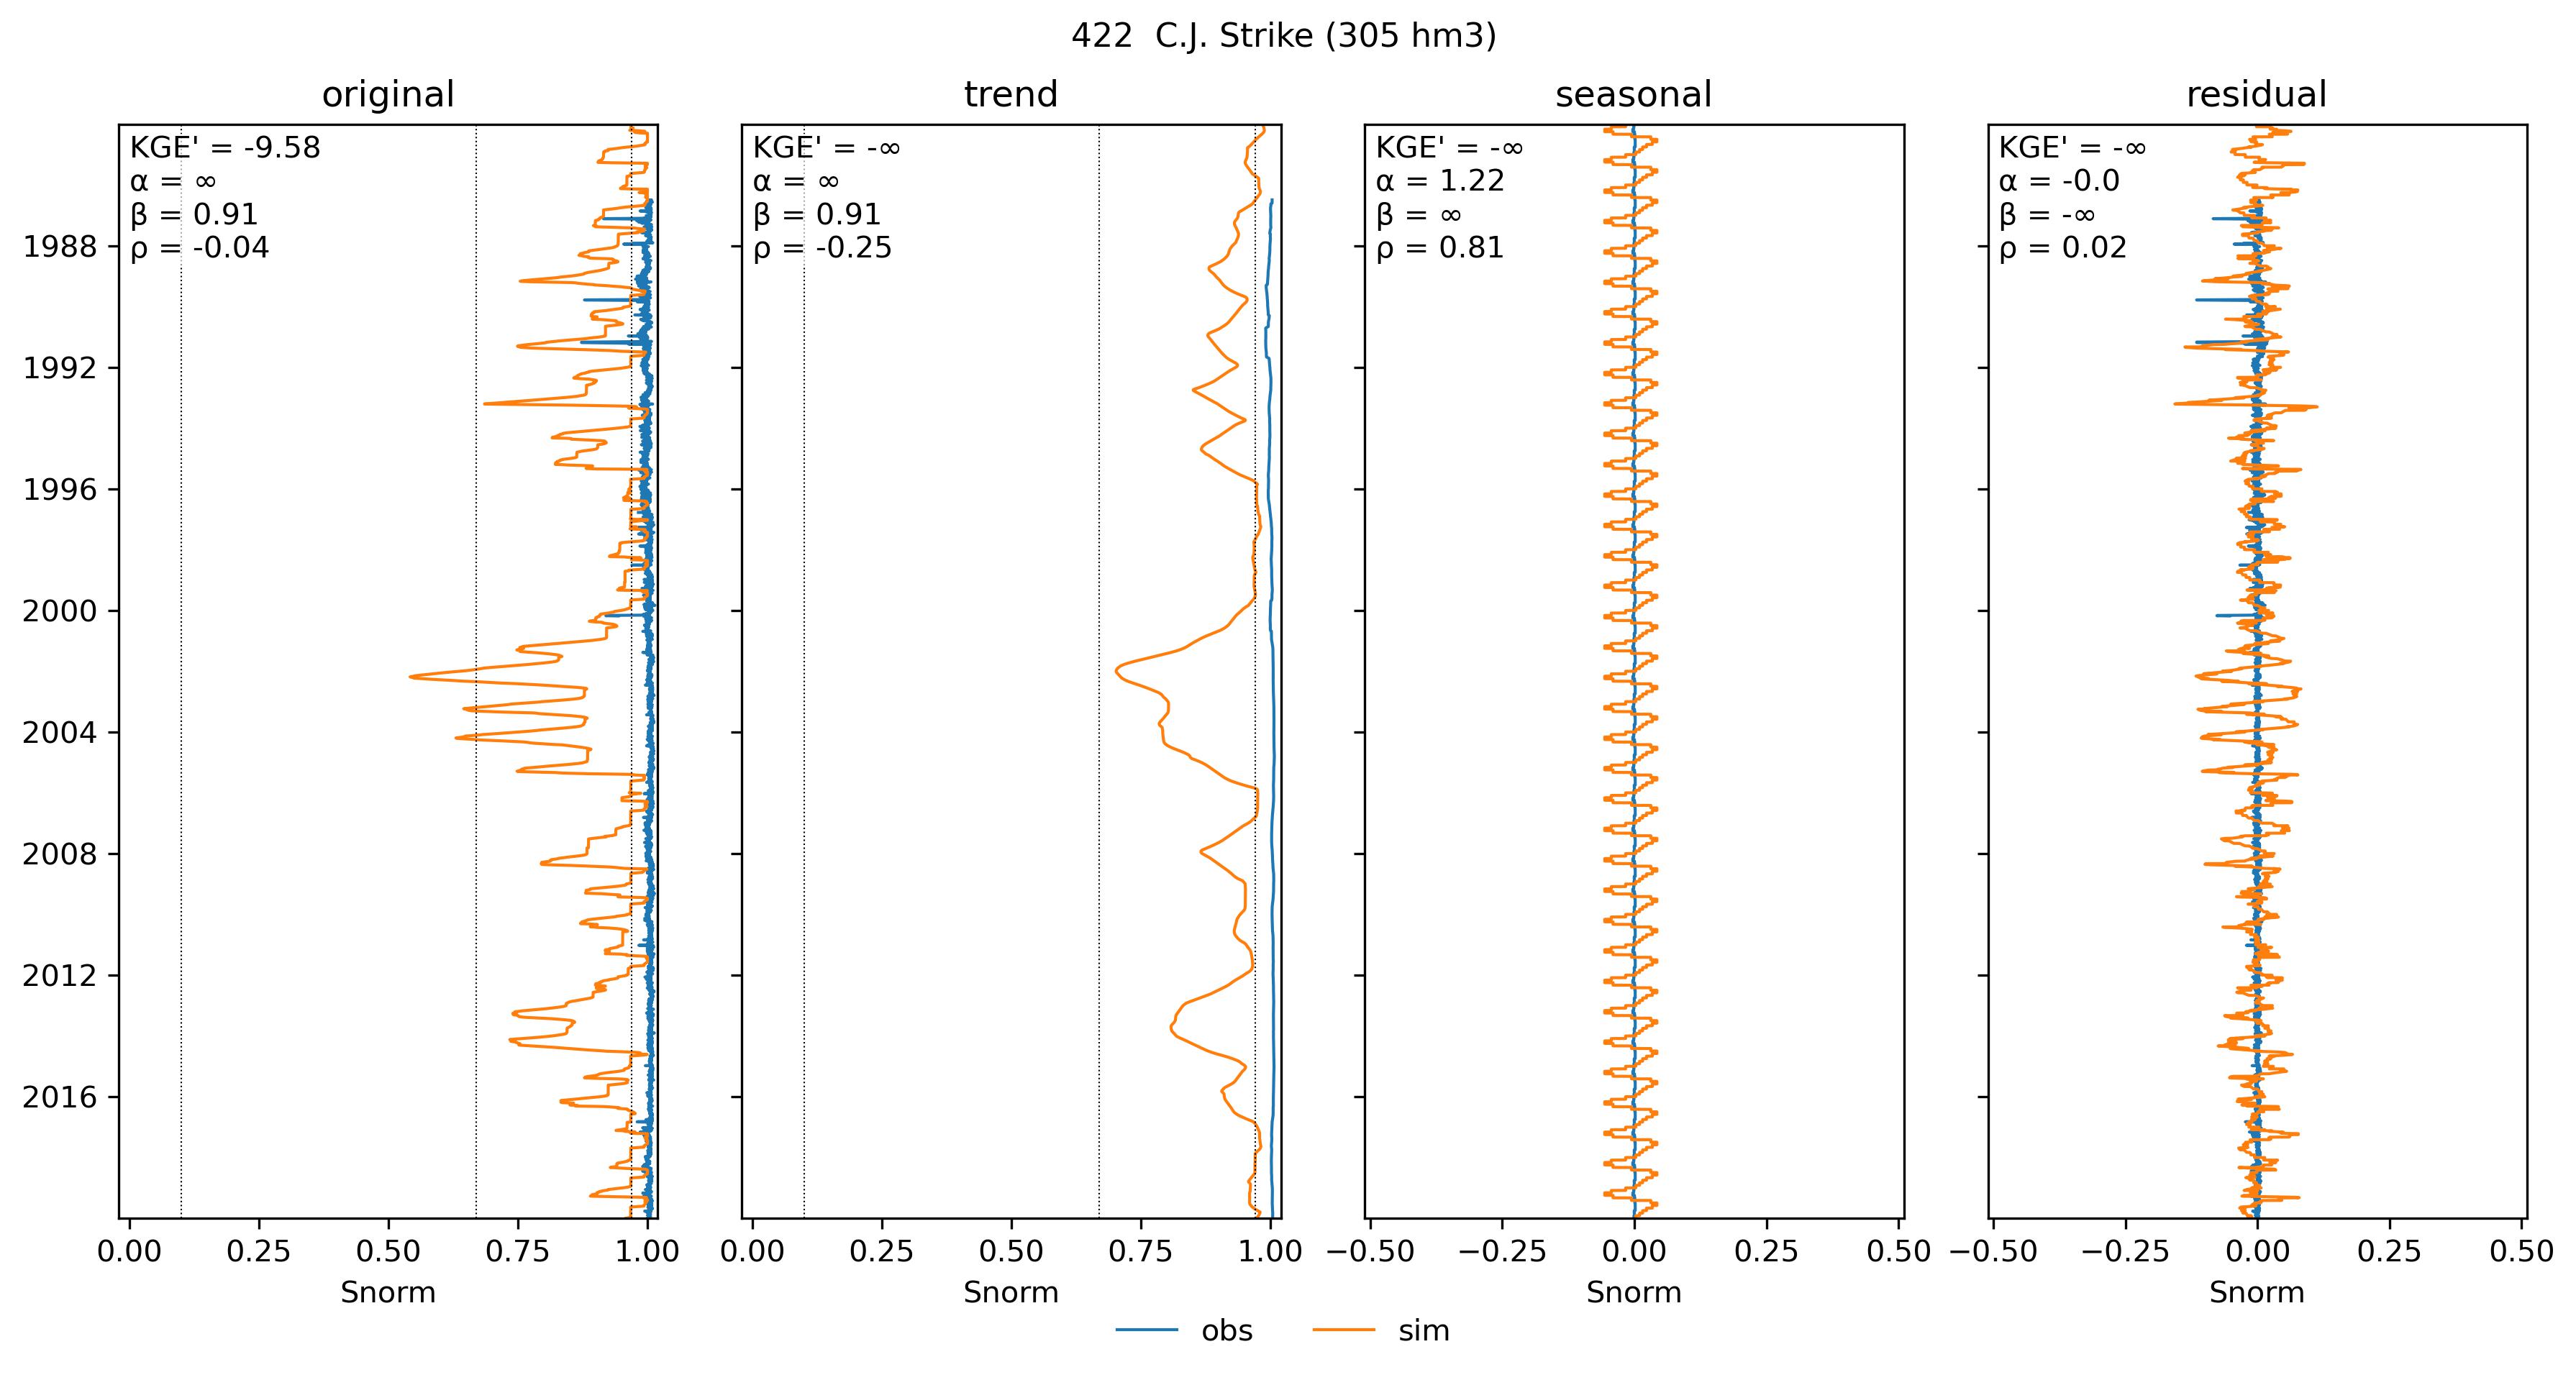 422  C.J. Strike (305 hm3)
original
trend
seasonal
residual
KGE' = -9.58
α = ∞
β = 0.91
ρ = -0.04
KGE' = -∞
α = ∞
β = 0.91
ρ = -0.25
KGE' = -∞
α = 1.22
β = ∞
ρ = 0.81
KGE' = -∞
α = -0.0
β = -∞
ρ = 0.02
1988
1992
1996
2000
2004
2008
2012
2016
0.00 0.25 0.50 0.75 1.00
0.00 0.25 0.50 0.75 1.00
−0.50 −0.25 0.00 0.25 0.50
−0.50 −0.25 0.00 0.25 0.50
Snorm
Snorm
Snorm
Snorm
obs
sim